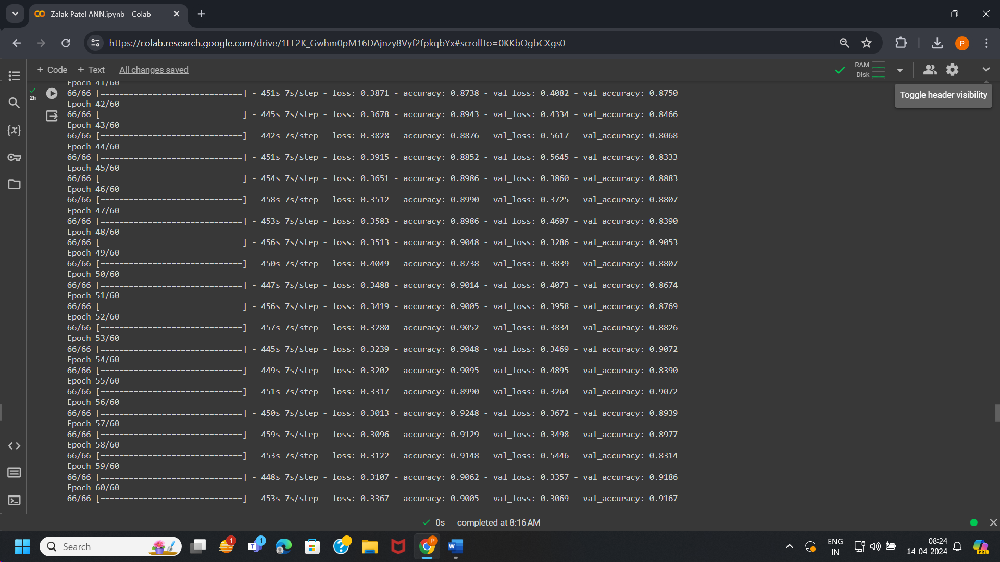 Zalak Patel ANN.ipynb - Colab
https://colab.research.google.com/drive/1FL2K_Gwhm0pM16DAjnzy8Vyf2fpkqbYx#scrollTo=0KKbOgbCXgs0
P
+ Code + Text All changes saved
RAM
Disk
Toggle header visibility
2h
{x}
Epoch 41/60
66/66 [==============================] - 451s 7s/step - loss: 0.3871 - accuracy: 0.8738 - val_loss: 0.4082 - val_accuracy: 0.8750
Epoch 42/60
66/66 [==============================] - 445s 7s/step - loss: 0.3678 - accuracy: 0.8943 - val_loss: 0.4334 - val_accuracy: 0.8466
Epoch 43/60
66/66 [==============================] - 442s 7s/step - loss: 0.3828 - accuracy: 0.8876 - val_loss: 0.5617 - val_accuracy: 0.8068
Epoch 44/60
66/66 [==============================] - 451s 7s/step - loss: 0.3915 - accuracy: 0.8852 - val_loss: 0.5645 - val_accuracy: 0.8333
Epoch 45/60
66/66 [==============================] - 454s 7s/step - loss: 0.3651 - accuracy: 0.8986 - val_loss: 0.3860 - val_accuracy: 0.8883
Epoch 46/60
66/66 [==============================] - 458s 7s/step - loss: 0.3512 - accuracy: 0.8990 - val_loss: 0.3725 - val_accuracy: 0.8807
Epoch 47/60
66/66 [==============================] - 453s 7s/step - loss: 0.3583 - accuracy: 0.8986 - val_loss: 0.4697 - val_accuracy: 0.8390
Epoch 48/60
66/66 [==============================] - 456s 7s/step - loss: 0.3513 - accuracy: 0.9048 - val_loss: 0.3286 - val_accuracy: 0.9053
Epoch 49/60
66/66 [==============================] - 450s 7s/step - loss: 0.4049 - accuracy: 0.8738 - val_loss: 0.3839 - val_accuracy: 0.8807
Epoch 50/60
66/66 [==============================] - 447s 7s/step - loss: 0.3488 - accuracy: 0.9014 - val_loss: 0.4073 - val_accuracy: 0.8674
Epoch 51/60
66/66 [==============================] - 456s 7s/step - loss: 0.3419 - accuracy: 0.9005 - val_loss: 0.3958 - val_accuracy: 0.8769
Epoch 52/60
66/66 [==============================] - 457s 7s/step - loss: 0.3280 - accuracy: 0.9052 - val_loss: 0.3834 - val_accuracy: 0.8826
Epoch 53/60
66/66 [==============================] - 445s 7s/step - loss: 0.3239 - accuracy: 0.9048 - val_loss: 0.3469 - val_accuracy: 0.9072
Epoch 54/60
66/66 [==============================] - 449s 7s/step - loss: 0.3202 - accuracy: 0.9095 - val_loss: 0.4895 - val_accuracy: 0.8390
Epoch 55/60
66/66 [==============================] - 451s 7s/step - loss: 0.3317 - accuracy: 0.8990 - val_loss: 0.3264 - val_accuracy: 0.9072
Epoch 56/60
66/66 [==============================] - 450s 7s/step - loss: 0.3013 - accuracy: 0.9248 - val_loss: 0.3672 - val_accuracy: 0.8939
Epoch 57/60
66/66 [==============================] - 459s 7s/step - loss: 0.3096 - accuracy: 0.9129 - val_loss: 0.3498 - val_accuracy: 0.8977
Epoch 58/60
66/66 [==============================] - 453s 7s/step - loss: 0.3122 - accuracy: 0.9148 - val_loss: 0.5446 - val_accuracy: 0.8314
Epoch 59/60
66/66 [==============================] - 448s 7s/step - loss: 0.3107 - accuracy: 0.9062 - val_loss: 0.3357 - val_accuracy: 0.9186
Epoch 60/60
66/66 [==============================] - 453s 7s/step - loss: 0.3367 - accuracy: 0.9005 - val_loss: 0.3069 - val_accuracy: 0.9167
0s completed at 8:16 AM
Search
1
1
T
?
P
W
ENG
IN
08:24
14-04-2024
PRE